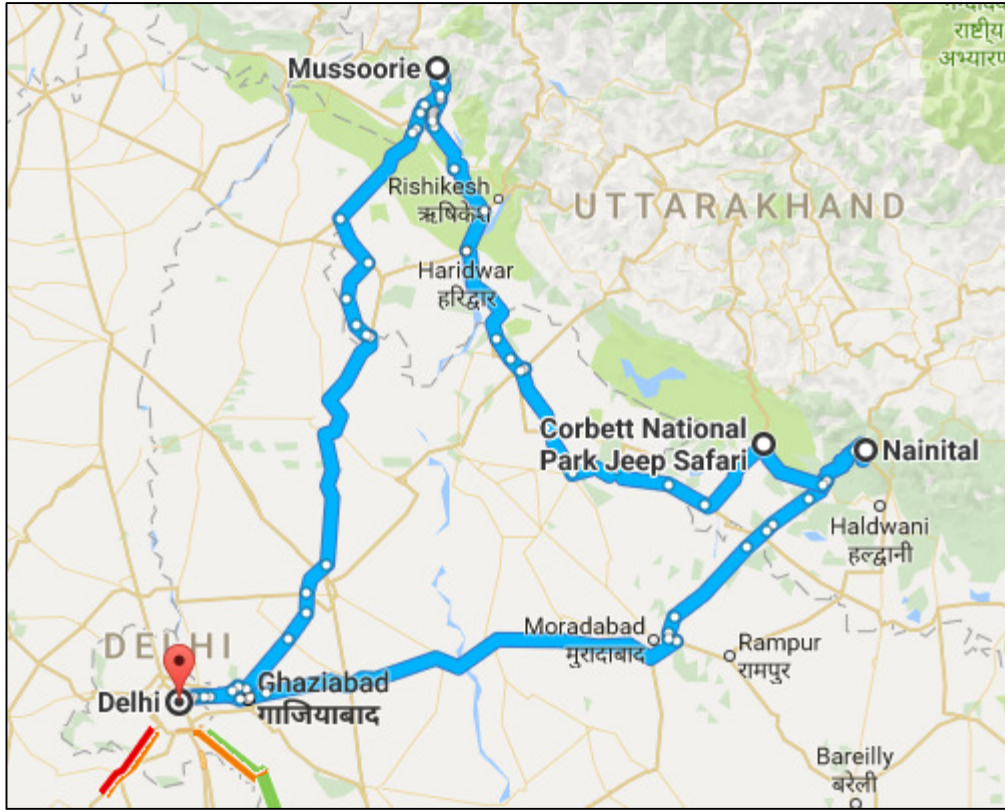 राष्ट्रीय
अभ्यारण
Mussoorie
Rishikesh
ऋषिकेश
UTTARAKHAND
Haridwar
हरिद्वार
Corbett National
Park Jeep Safari
Nainital
Haldwani
हल्द्वानी
Moradabad
मुरादाबाद
Rampur
रामपुर
DELHI
Delhi
Ghaziabad
गाजियाबाद
Bareilly
बरेली